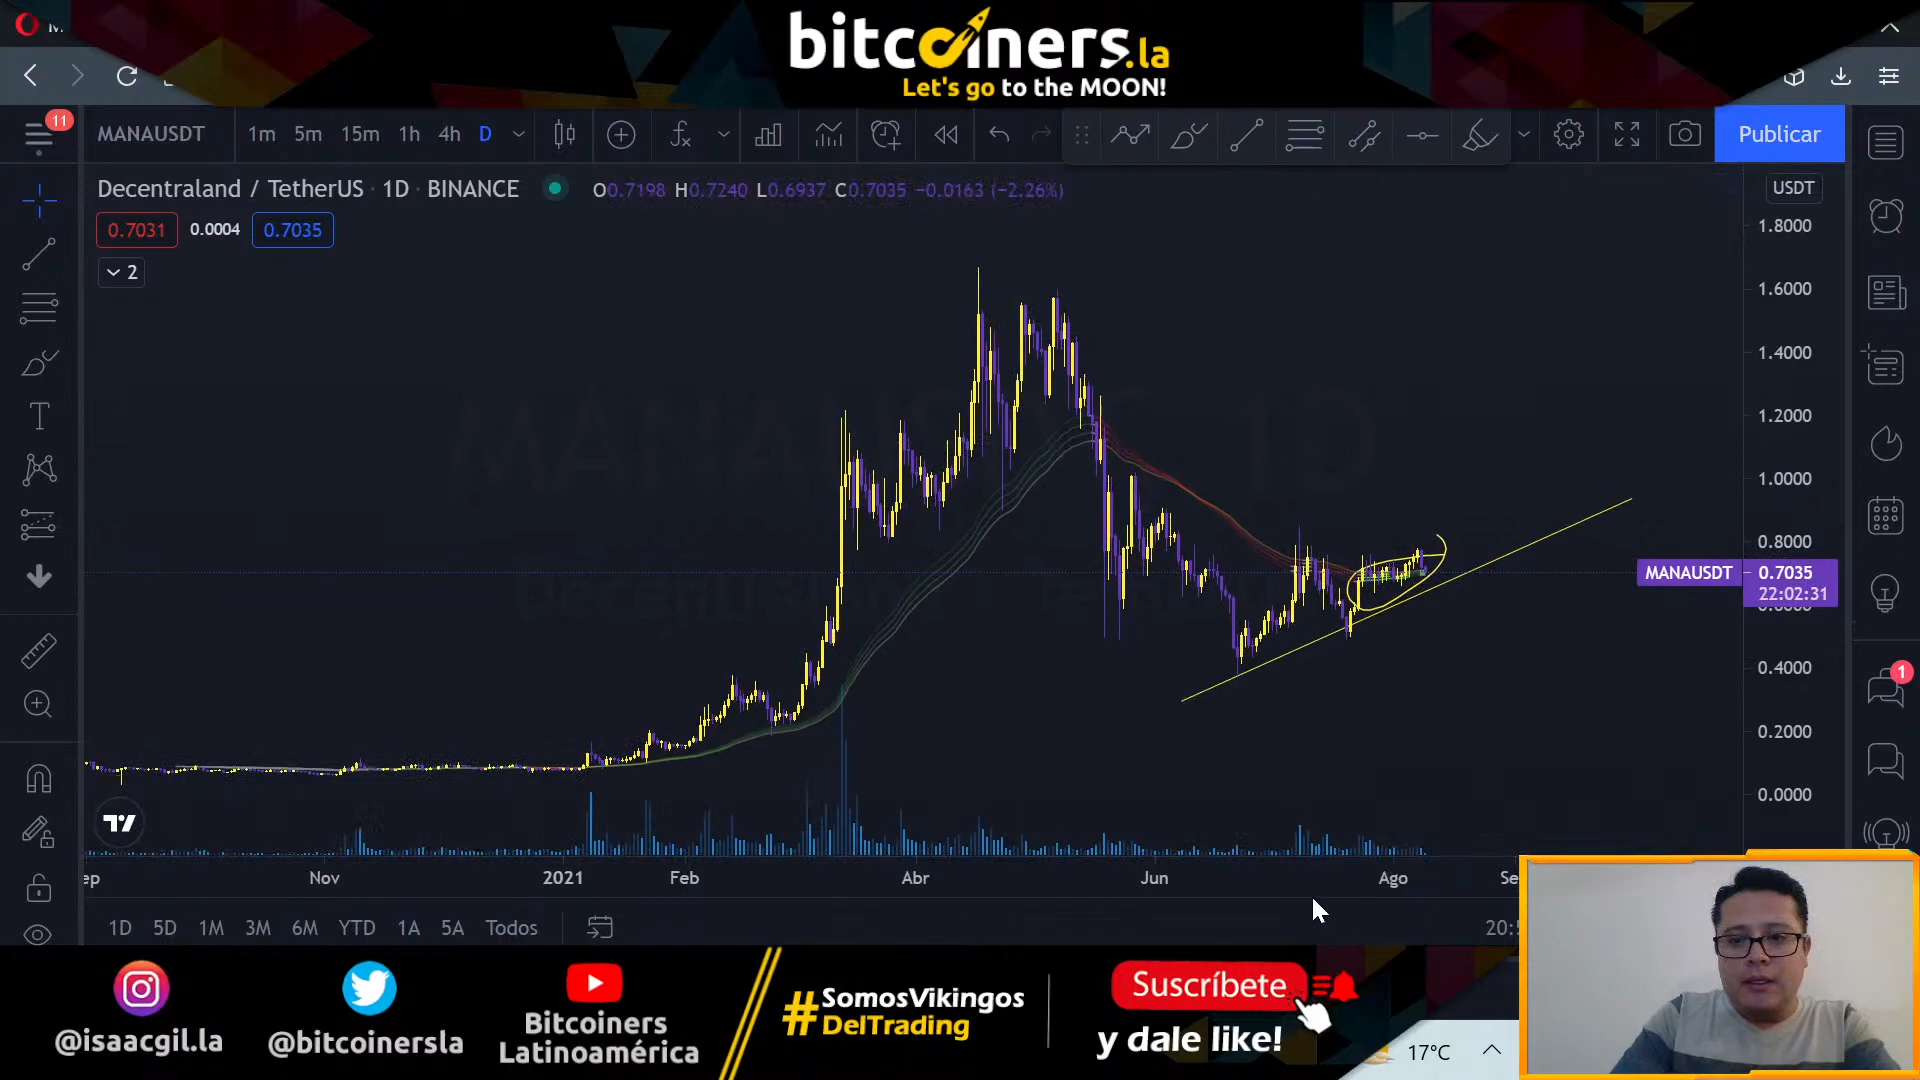 bitcoiners.la
Let's go to the MOON!
11
MANAUSDT
1m 5m 15m 1h 4h D
Publicar
Decentraland / TetherUS · 1D · BINANCE
O0.7198 H0.7240 L0.6937 C0.7035 −0.0163 (−2.26%)
USDT
0.7031 0.0004 0.7035
2
1.8000
1.6000
1.4000
1.2000
1.0000
0.8000
MANAUSDT 0.7035
22:02:31
0.4000
0.2000
0.0000
1
MANAUSDT 1D
Nov 2021 Feb Abr Jun Ago
1D 5D 1M 3M 6M YTD 1A 5A Todos
@isaacgil.la
@bitcoinersla
Bitcoiners
Latinoamérica
#SomosVikingos
DelTrading
Suscríbete
y dale like!
17°C